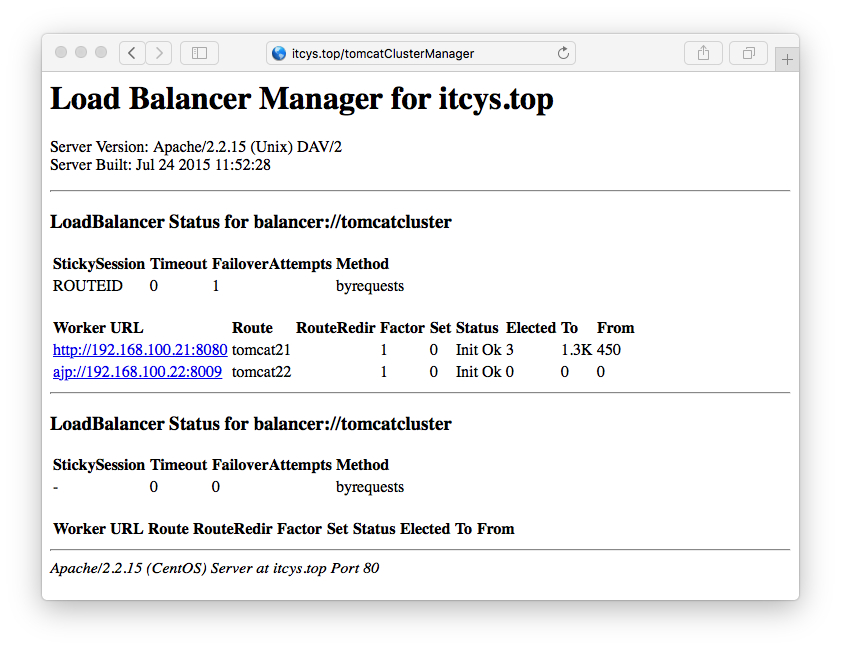 itcys.top/tomcatClusterManager
Load Balancer Manager for itcys.top
Server Version: Apache/2.2.15 (Unix) DAV/2
Server Built: Jul 24 2015 11:52:28
LoadBalancer Status for balancer://tomcatcluster
StickySession Timeout FailoverAttempts Method
ROUTEID 0 1 byrequests
Worker URL Route RouteRedir Factor Set Status Elected To From
http://192.168.100.21:8080 tomcat21 1 0 Init Ok 3 1.3K 450
ajp://192.168.100.22:8009 tomcat22 1 0 Init Ok 0 0 0
LoadBalancer Status for balancer://tomcatcluster
StickySession Timeout FailoverAttempts Method
- 0 0 byrequests
Worker URL Route RouteRedir Factor Set Status Elected To From
Apache/2.2.15 (CentOS) Server at itcys.top Port 80